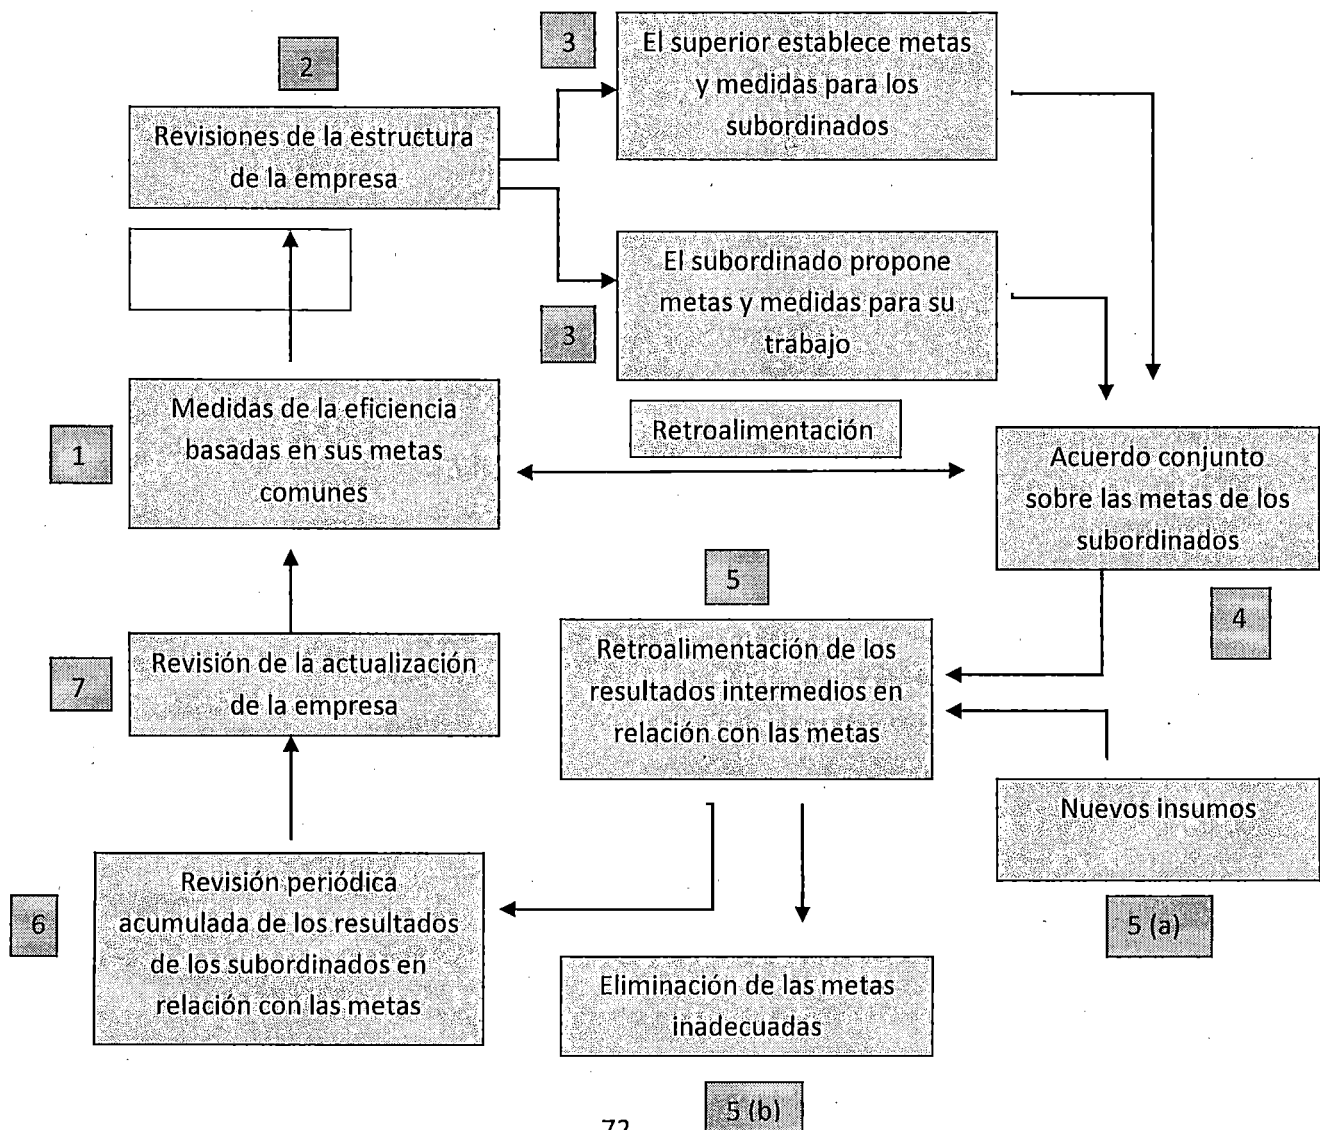 3
El superior establece metas
y medidas para los
subordinados
2
Revisiones de la estructura
de la empresa
El subordinado propone
metas y medidas para su
trabajo
3
Medidas de la eficiencia
basadas en sus metas
comunes
1
Retroalimentación
Acuerdo conjunto
sobre las metas de los
subordinados
4
5
Retroalimentación de los
resultados intermedios en
relación con las metas
7
Revisión de la actualización
de la empresa
Nuevos insumos
5 (a)
6
Revisión periódica
acumulada de los resultados
de los subordinados en
relación con las metas
Eliminación de las metas
inadecuadas
5 (b)
72